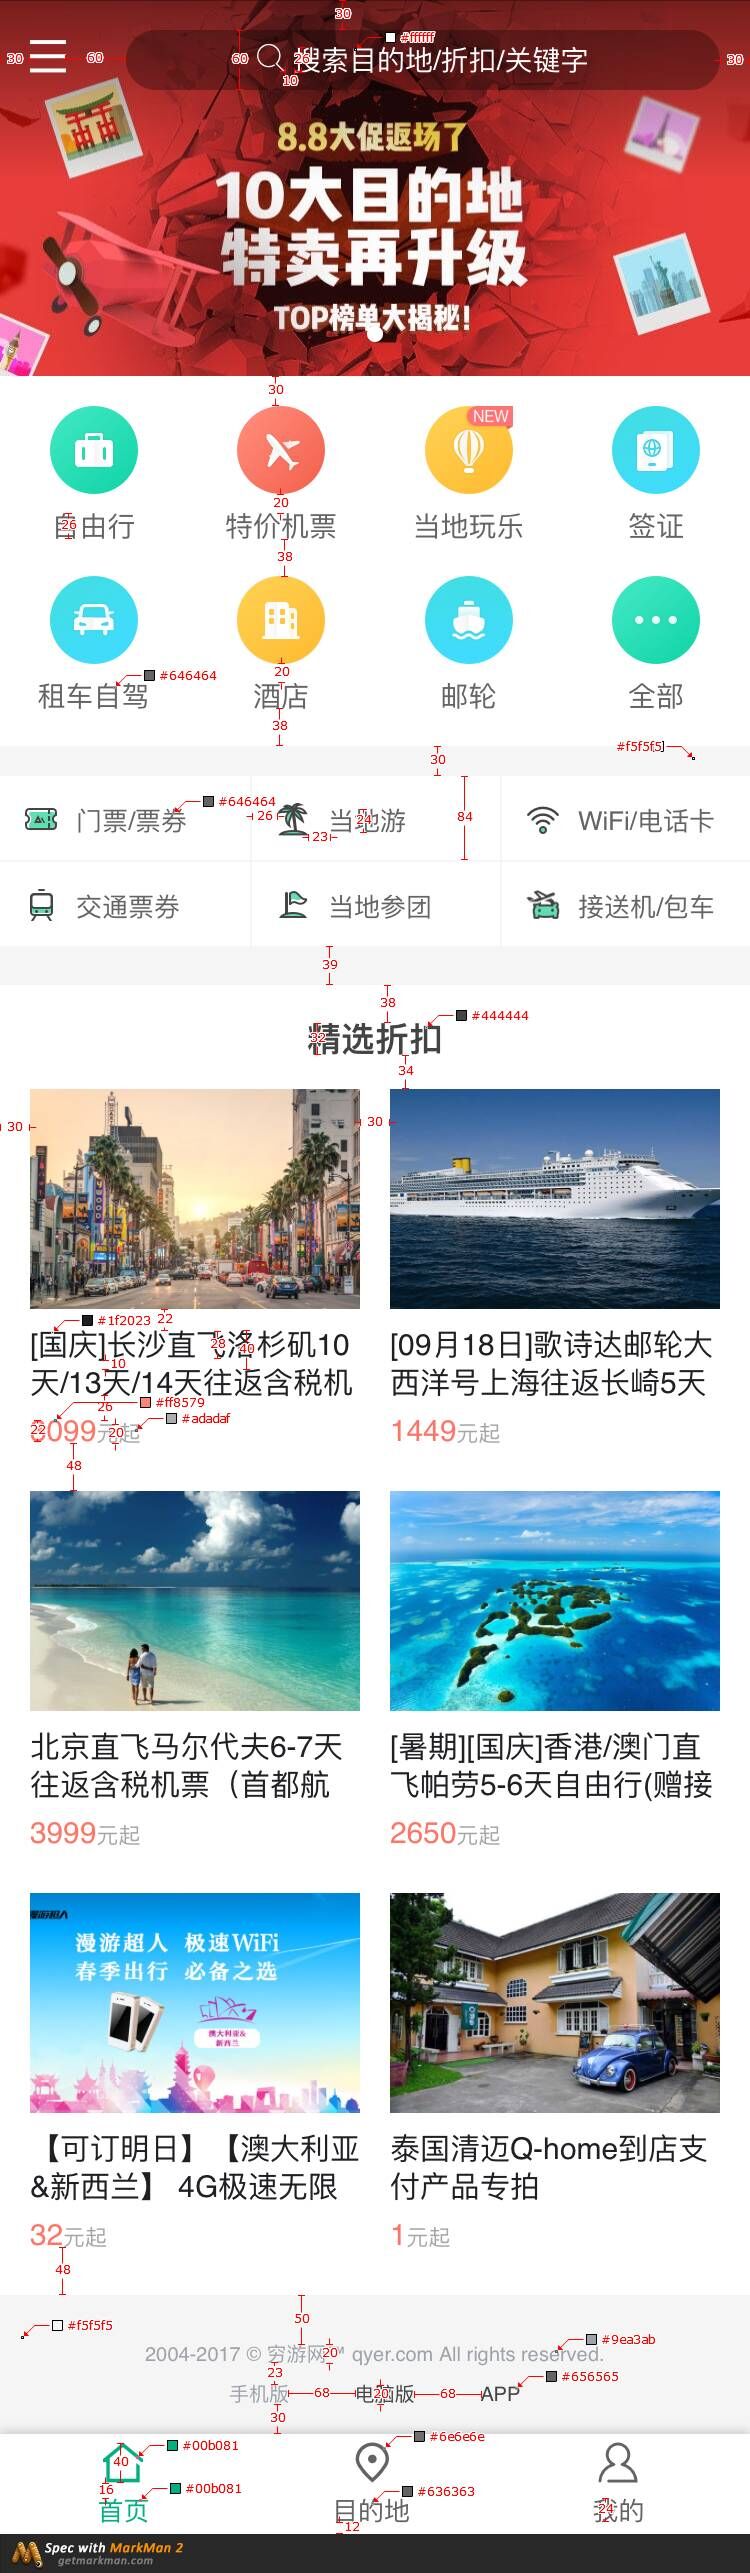 30
#ffffff
30
60
60
26
搜索目的地/折扣/关键字
30
10
8.8大促返场了
10大目的地
特卖再升级
TOP榜单大揭秘!
30
NEW
20
26
自由行
特价机票
当地玩乐
签证
38
20
#646464
租车自驾
酒店
邮轮
全部
38
#f5f5f5
30
#646464
门票/票券
26
当地游
24
84
WiFi/电话卡
23
交通票券
当地参团
接送机/包车
39
38
#444444
32
精选折扣
34
30
30
#1f2023
22
28
40
[国庆]长沙直飞洛杉矶10
天/13天/14天往返含税机
10
[09月18日]歌诗达邮轮大
西洋号上海往返长崎5天
26
#ff8579
#adadaf
22
20
3099元起
1449元起
48
北京直飞马尔代夫6-7天
往返含税机票（首都航
3999元起
[暑期][国庆]香港/澳门直
飞帕劳5-6天自由行(赠接
2650元起
漫游超人
漫游超人 极速WiFi
春季出行 必备之选
澳大利亚&
新西兰
【可订明日】【澳大利亚
&新西兰】 4G极速无限
32元起
泰国清迈Q-home到店支
付产品专拍
1元起
48
50
#f5f5f5
#9ea3ab
2004-2017 © 穷游网™ qyer.com All rights reserved.
20
23
#656565
手机版
68
电脑版
20
68
APP
30
#00b081
#6e6e6e
40
16
#00b081
#636363
首页
目的地
我的
24
12
Spec with MarkMan 2
getmarkman.com